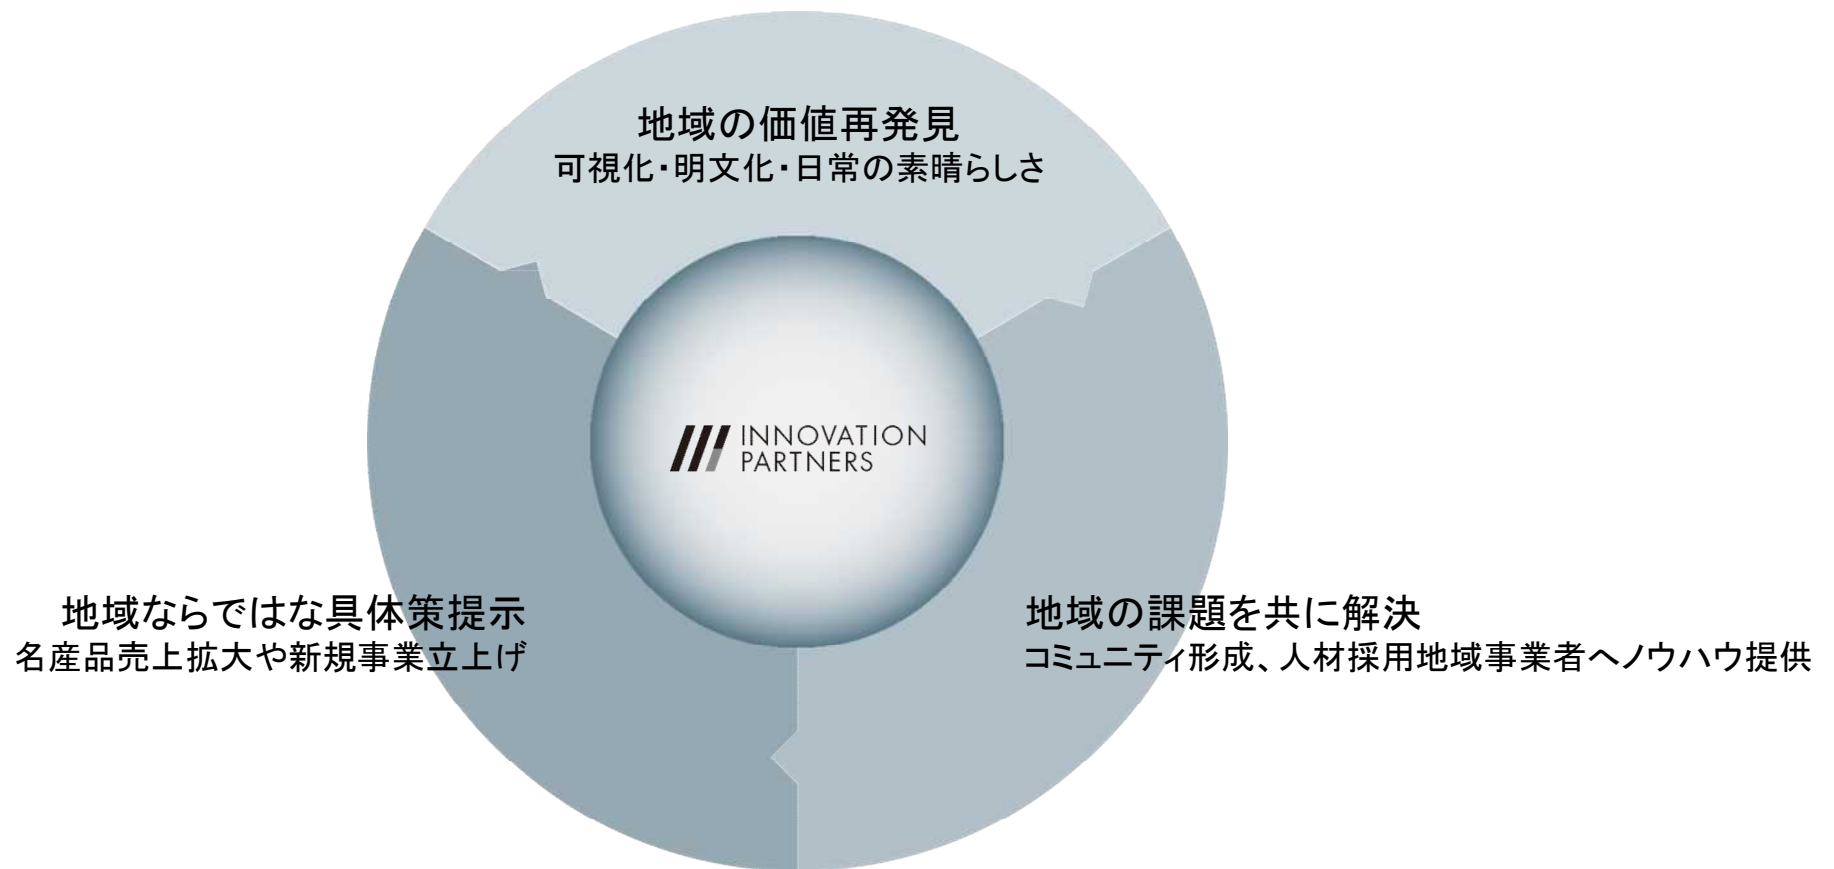 地域の価値再発見
可視化・明文化・日常の素晴らしさ
INNOVATION
PARTNERS
地域ならではな具体策提示
名産品売上拡大や新規事業立上げ
地域の課題を共に解決
コミュニティ形成、人材採用地域事業者へノウハウ提供